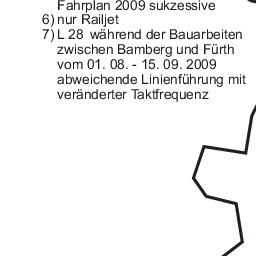 Fahrplan 2009 sukzessive
6) nur Railjet
7) L 28 während der Bauarbeiten
zwischen Bamberg und Fürth
vom 01. 08. - 15. 09. 2009
abweichende Linienführung mit
veränderter Taktfrequenz